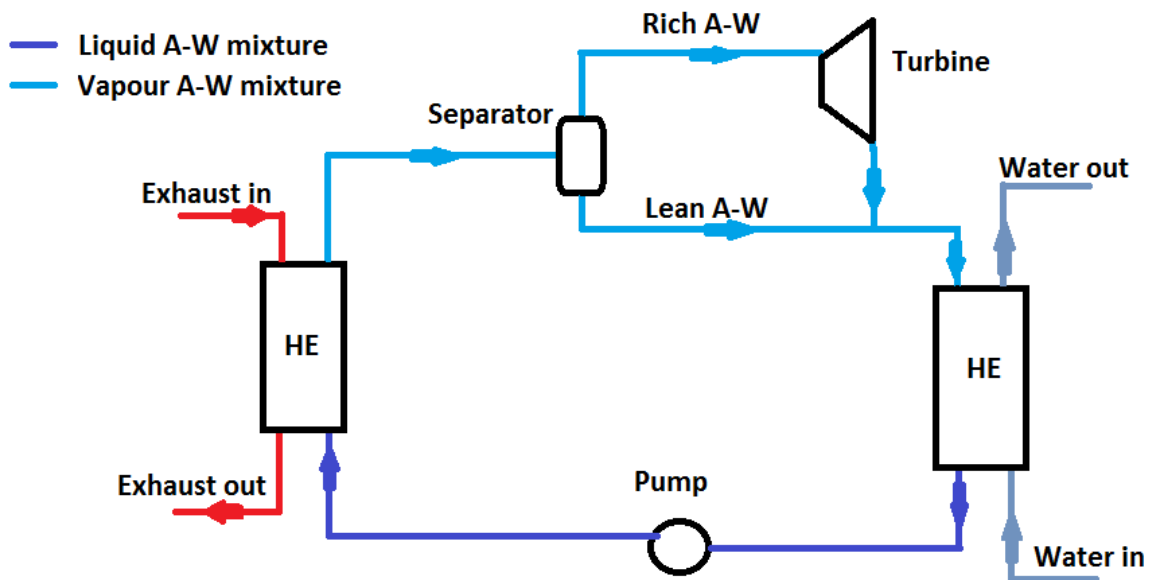 Liquid A-W mixture
Vapour A-W mixture
Rich A-W
Turbine
Separator
Exhaust in
Lean A-W
Water out
HE
HE
Exhaust out
Pump
Water in